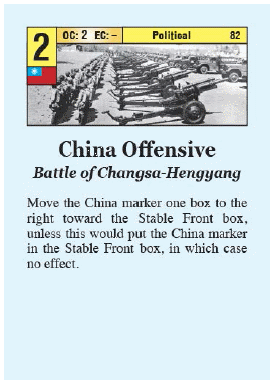 2 OC: 2 EC: – Political 82
China Offensive
Battle of Changsa-Hengyang
Move the China marker one box to the
right toward the Stable Front box,
unless this would put the China marker
in the Stable Front box, in which case
no effect.